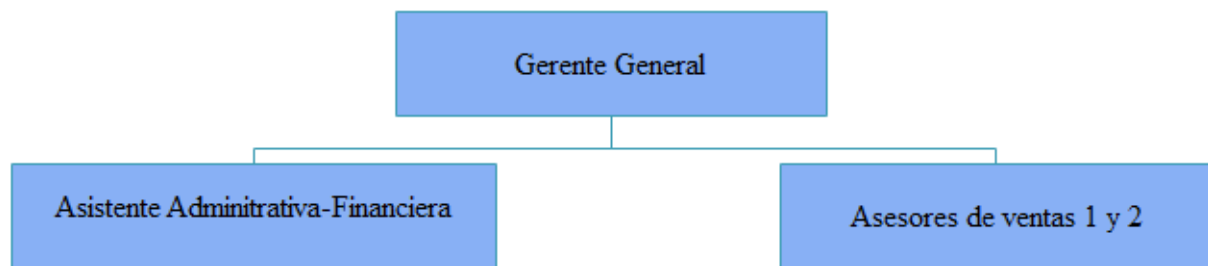 Gerente General
Asistente Adminitrativa-Financiera
Asesores de ventas 1 y 2